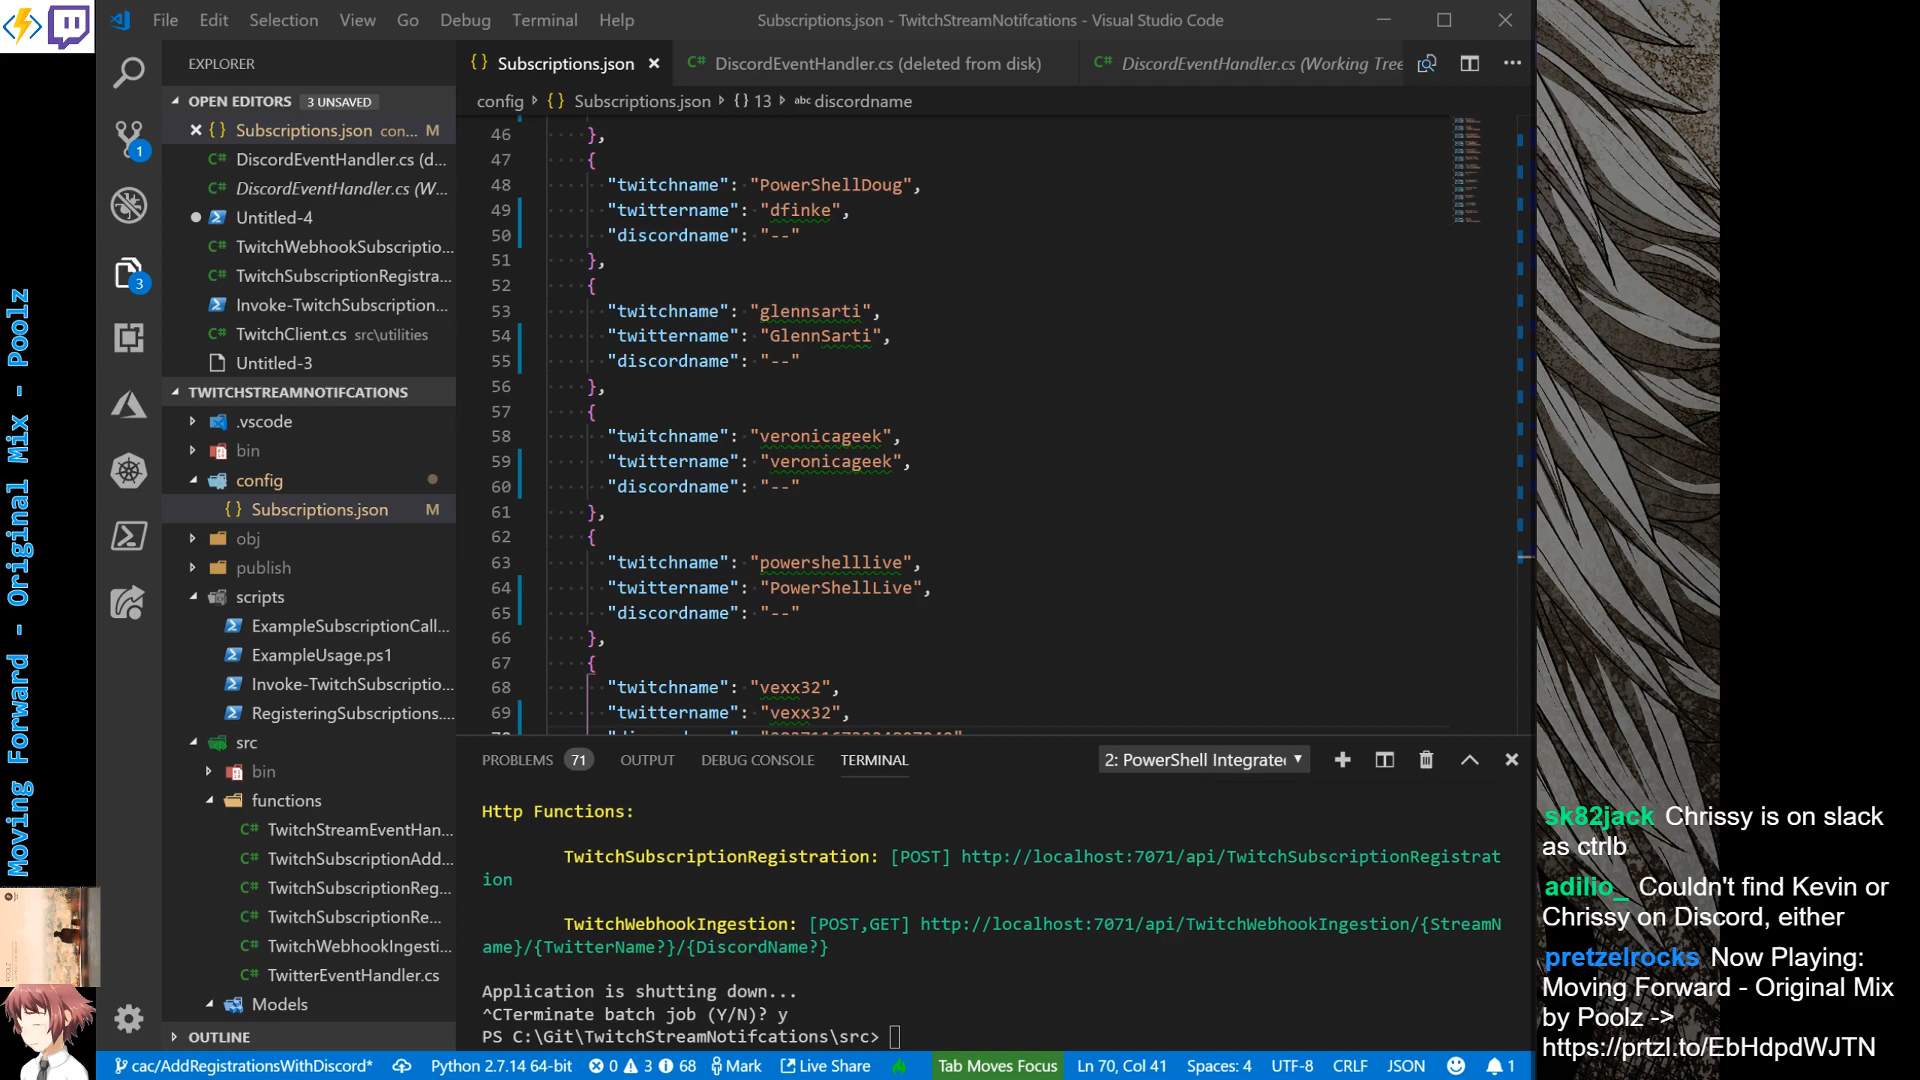 File Edit Selection View Go Debug Terminal Help
Subscriptions.json - TwitchStreamNotifcations - Visual Studio Code
EXPLORER
OPEN EDITORS 3 UNSAVED
Subscriptions.json con... M
DiscordEventHandler.cs (d...
DiscordEventHandler.cs (W...
Untitled-4
TwitchWebhookSubscriptio...
TwitchSubscriptionRegistra...
Invoke-TwitchSubscription...
TwitchClient.cs src\utilities
Untitled-3
TWITCHSTREAMNOTIFCATIONS
.vscode
bin
config
Subscriptions.json M
obj
publish
scripts
ExampleSubscriptionCall...
ExampleUsage.ps1
Invoke-TwitchSubscriptio...
RegisteringSubscriptions....
src
bin
functions
TwitchStreamEventHan...
TwitchSubscriptionAdd...
TwitchSubscriptionReg...
TwitchSubscriptionRe...
TwitchWebhookIngesti...
TwitterEventHandler.cs
Models
OUTLINE
1
3
Subscriptions.json
DiscordEventHandler.cs (deleted from disk)
DiscordEventHandler.cs (Working Tree
config > {} Subscriptions.json > {} 13 > abc discordname
46 },
47 {
48 "twitchname": "PowerShellDoug",
49 "twittername": "dfinke",
50 "discordname": "--"
51 },
52 {
53 "twitchname": "glennsarti",
54 "twittername": "GlennSarti",
55 "discordname": "--"
56 },
57 {
58 "twitchname": "veronicageek",
59 "twittername": "veronicageek",
60 "discordname": "--"
61 },
62 {
63 "twitchname": "powershelllive",
64 "twittername": "PowerShellLive",
65 "discordname": "--"
66 },
67 {
68 "twitchname": "vexx32",
69 "twittername": "vexx32",
PROBLEMS 71 OUTPUT DEBUG CONSOLE TERMINAL
2: PowerShell Integrate
Http Functions:
TwitchSubscriptionRegistration: [POST] http://localhost:7071/api/TwitchSubscriptionRegistrat
ion
TwitchWebhookIngestion: [POST,GET] http://localhost:7071/api/TwitchWebhookIngestion/{StreamN
ame}/{TwitterName?}/{DiscordName?}
Application is shutting down...
^CTerminate batch job (Y/N)? y
PS C:\Git\TwitchStreamNotifcations\src>
cac/AddRegistrationsWithDiscord* Python 2.7.14 64-bit 0 3 68 Mark Live Share Tab Moves Focus Ln 70, Col 41 Spaces: 4 UTF-8 CRLF JSON 1
Moving Forward - Original Mix - Poolz
sk82jack Chrissy is on slack
as ctrlb
adilio_ Couldn't find Kevin or
Chrissy on Discord, either
pretzelrocks Now Playing:
Moving Forward - Original Mix
by Poolz ->
https://prtzl.to/EbHdpdWJTN